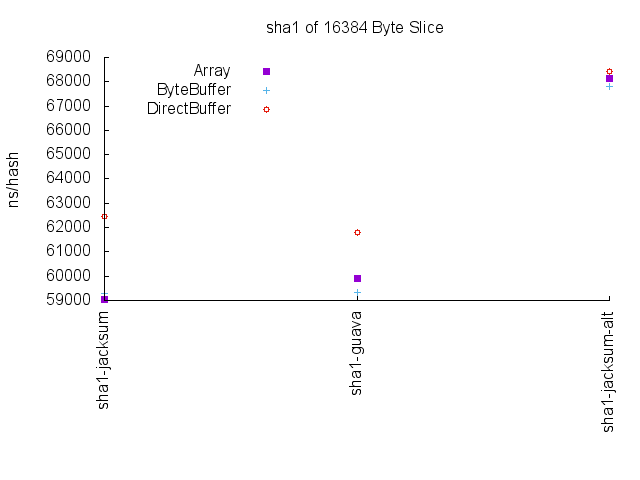 sha1 of 16384 Byte Slice
ns/hash
69000
68000
67000
66000
65000
64000
63000
62000
61000
60000
59000
Array
ByteBuffer
DirectBuffer
sha1-jacksum
sha1-guava
sha1-jacksum-alt